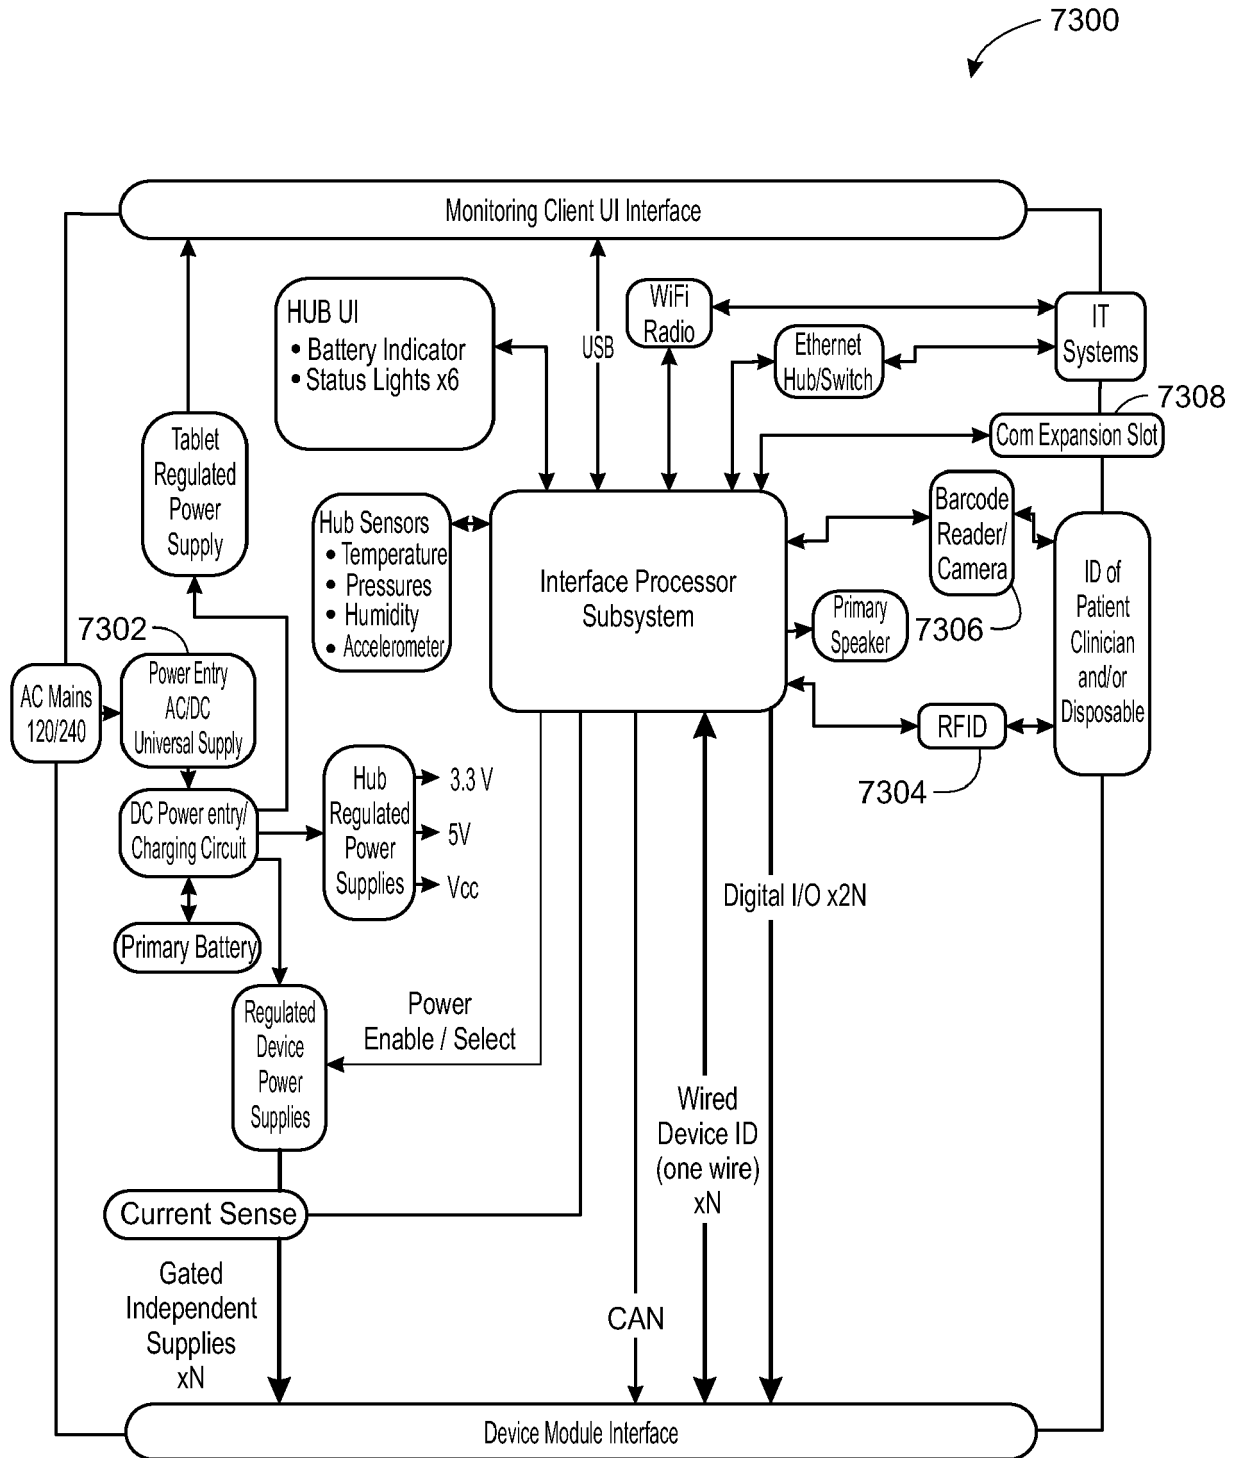 7300
Monitoring Client UI Interface
HUB UI
• Battery Indicator
• Status Lights x6
USB
WiFi
Radio
Ethernet
Hub/Switch
IT
Systems
7308
Com Expansion Slot
Tablet
Regulated
Power
Supply
Hub Sensors
• Temperature
• Pressures
• Humidity
• Accelerometer
Interface Processor
Subsystem
Barcode
Reader/
Camera
7306
Primary
Speaker
ID of
Patient
Clinician
and/or
Disposable
RFID
7304
7302
AC Mains
120/240
Power Entry
AC/DC
Universal Supply
DC Power entry/
Charging Circuit
Primary Battery
Hub
Regulated
Power
Supplies
3.3 V
5V
Vcc
Digital I/O x2N
Regulated
Device
Power
Supplies
Power
Enable / Select
Wired
Device ID
(one wire)
xN
Current Sense
Gated
Independent
Supplies
xN
CAN
Device Module Interface